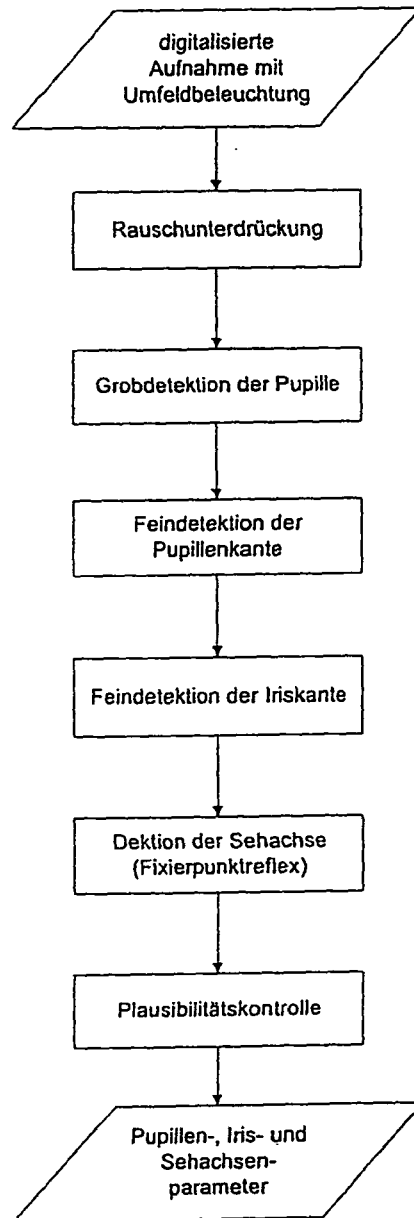 digitalisierte
Aufnahme mit
Umfeldbeleuchtung
Rauschunterdrückung
Grobdetektion der Pupille
Feindetektion der
Pupillenkante
Feindetektion der Iriskante
Dektion der Sehachse
(Fixierpunktreflex)
Plausibilitätskontrolle
Pupillen-, Iris- und
Sehachsen-
parameter